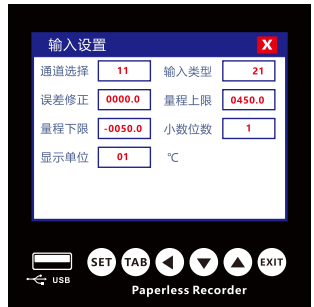 输入设置 X
通道选择 11 输入类型 21
误差修正 0000.0 量程上限 0450.0
量程下限 -0050.0 小数位数 1
显示单位 01 ℃
SET TAB EXIT
USB
Paperless Recorder